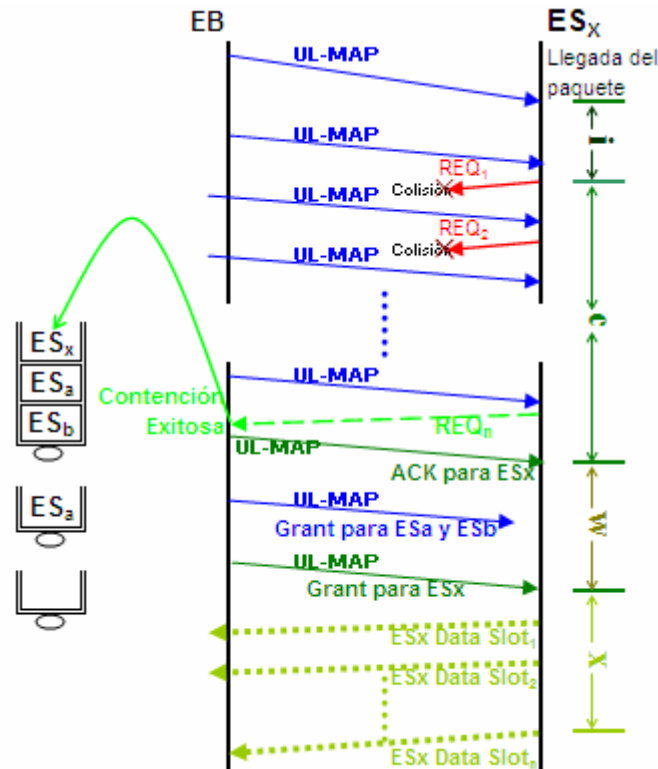 EB
ES_X
UL-MAP
Llegada del
paquete
i
UL-MAP
REQ₁
Colisión
UL-MAP
REQ₂
Colisión
UL-MAP
c
ESₓ
ESₐ
ES_b
UL-MAP
Contención
Exitosa
REQₙ
UL-MAP
ACK para ESx
ESₐ
UL-MAP
Grant para ESa y ESb
W
UL-MAP
Grant para ESx
ESx Data Slot₁
X
ESx Data Slot₂
ESx Data Slotₙ